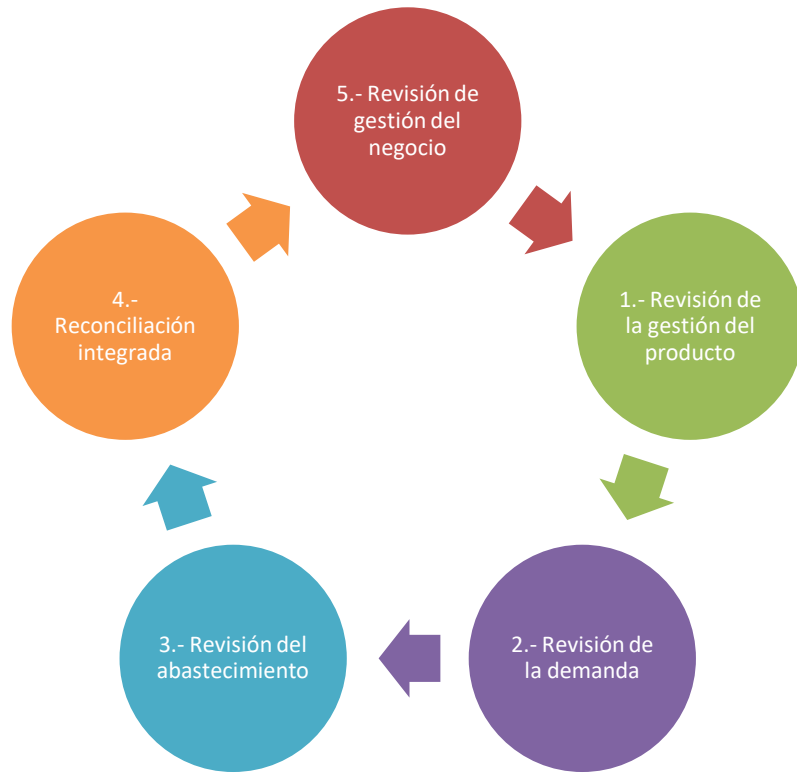 5.- Revisión de
gestión del
negocio
1.- Revisión de
la gestión del
producto
2.- Revisión de
la demanda
3.- Revisión del
abastecimiento
4.-
Reconciliación
integrada